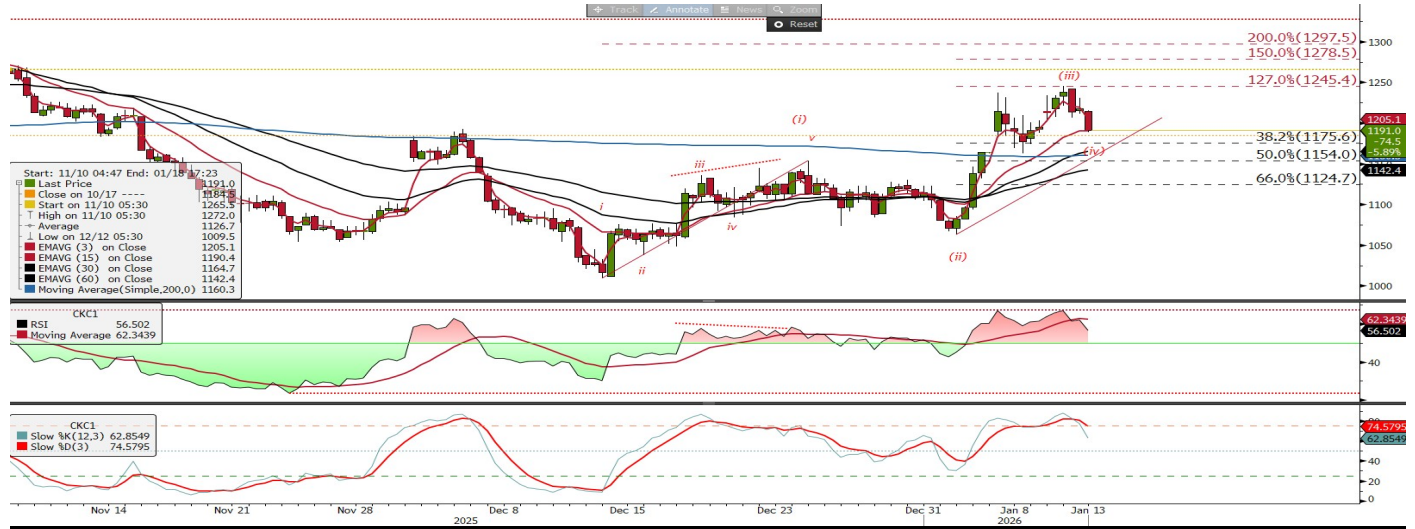 Track Annotate News Zoom
Reset
200.0%(1297.5)
150.0%(1278.5)
127.0%(1245.4)
38.2%(1175.6)
50.0%(1154.0)
66.0%(1124.7)
1300
1250
1205.1
1191.0
-74.5
-5.89%
1142.4
1100
1050
1000
(i)
(ii)
(iii)
(iv)
i
ii
iii
iv
v
Start: 11/10 04:47 End: 01/18 17:23
Last Price 1191.0
Close on 10/17 ---- 1184.5
Start on 11/10 05:30 1265.5
High on 11/10 05:30 1272.0
Average 1126.7
Low on 12/12 05:30 1009.5
EMAVG (3) on Close 1205.1
EMAVG (15) on Close 1190.4
EMAVG (30) on Close 1164.7
EMAVG (60) on Close 1142.4
Moving Average(Simple,200,0) 1160.3
CKC1
RSI 56.502
Moving Average 62.3439
62.3439
56.502
40
CKC1
Slow %K(12,3) 62.8549
Slow %D(3) 74.5795
74.5795
62.8549
40
20
0
Nov 14 Nov 21 Nov 28 Dec 8 Dec 15 Dec 23 Dec 31 Jan 8 Jan 13
2025 2026